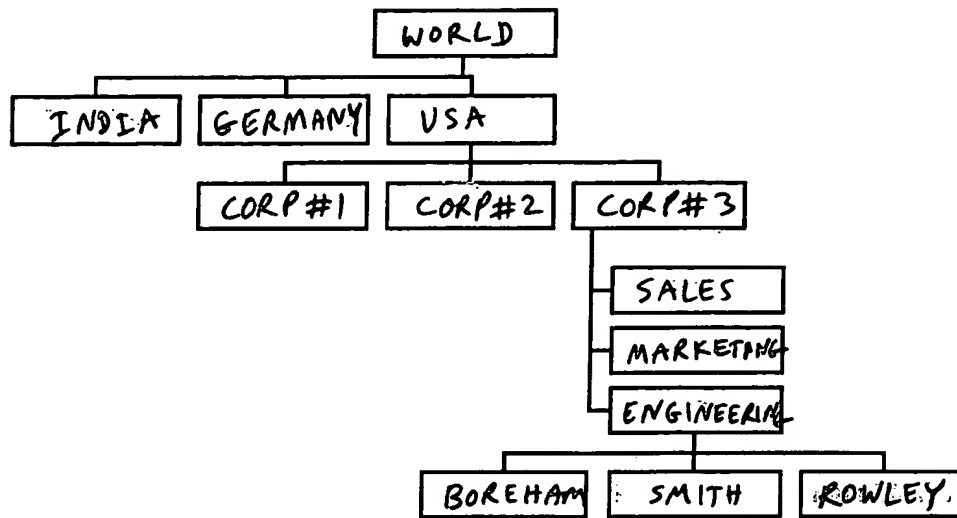 WORLD
INDIA GERMANY USA
CORP#1 CORP#2 CORP#3
SALES
MARKETING
ENGINEERING
BOREHAM SMITH ROWLEY